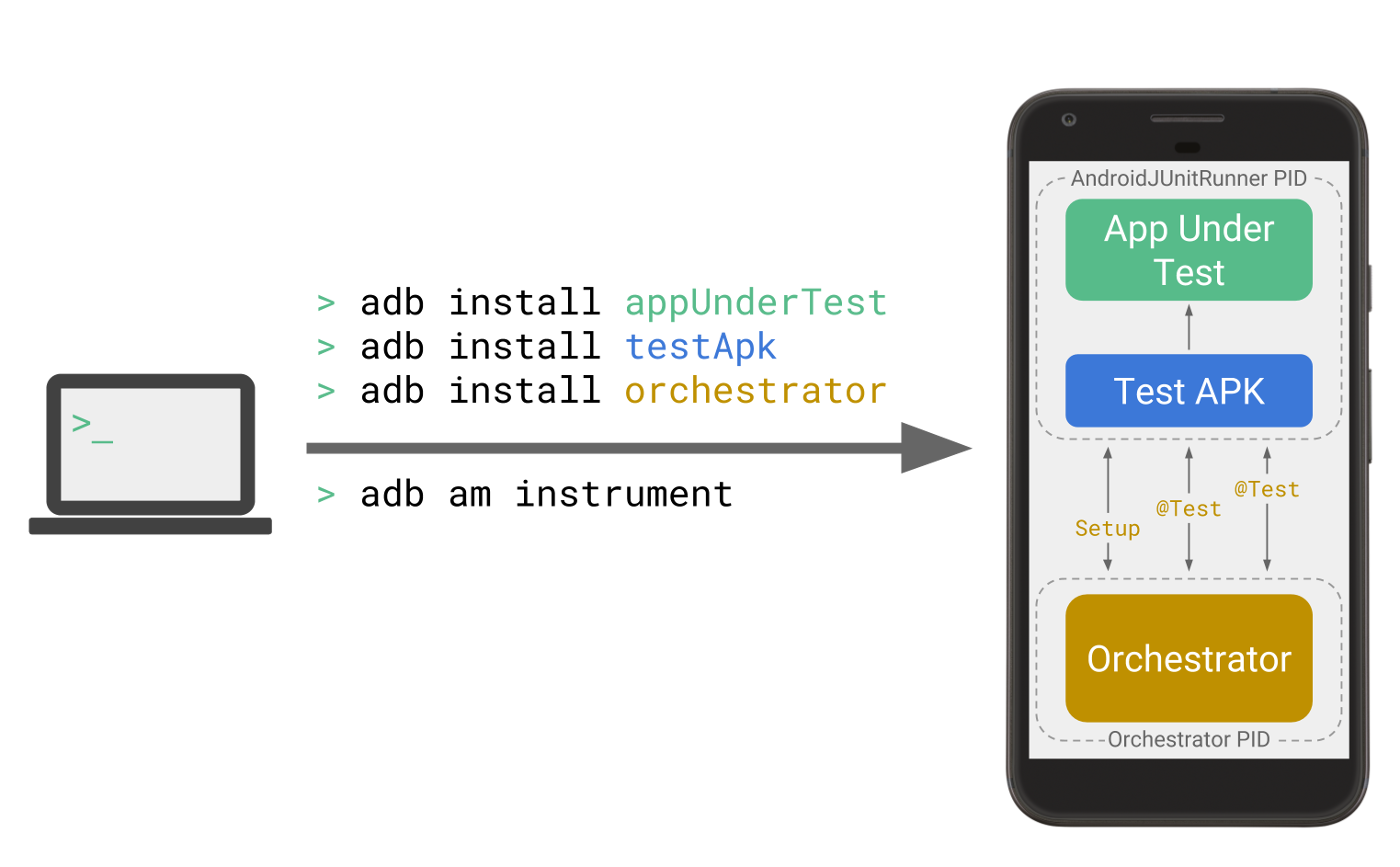 > adb install appUnderTest
> adb install testApk
> adb install orchestrator
> adb am instrument
>_
AndroidJUnitRunner PID
App Under
Test
Test APK
Setup
@Test
@Test
Orchestrator
Orchestrator PID